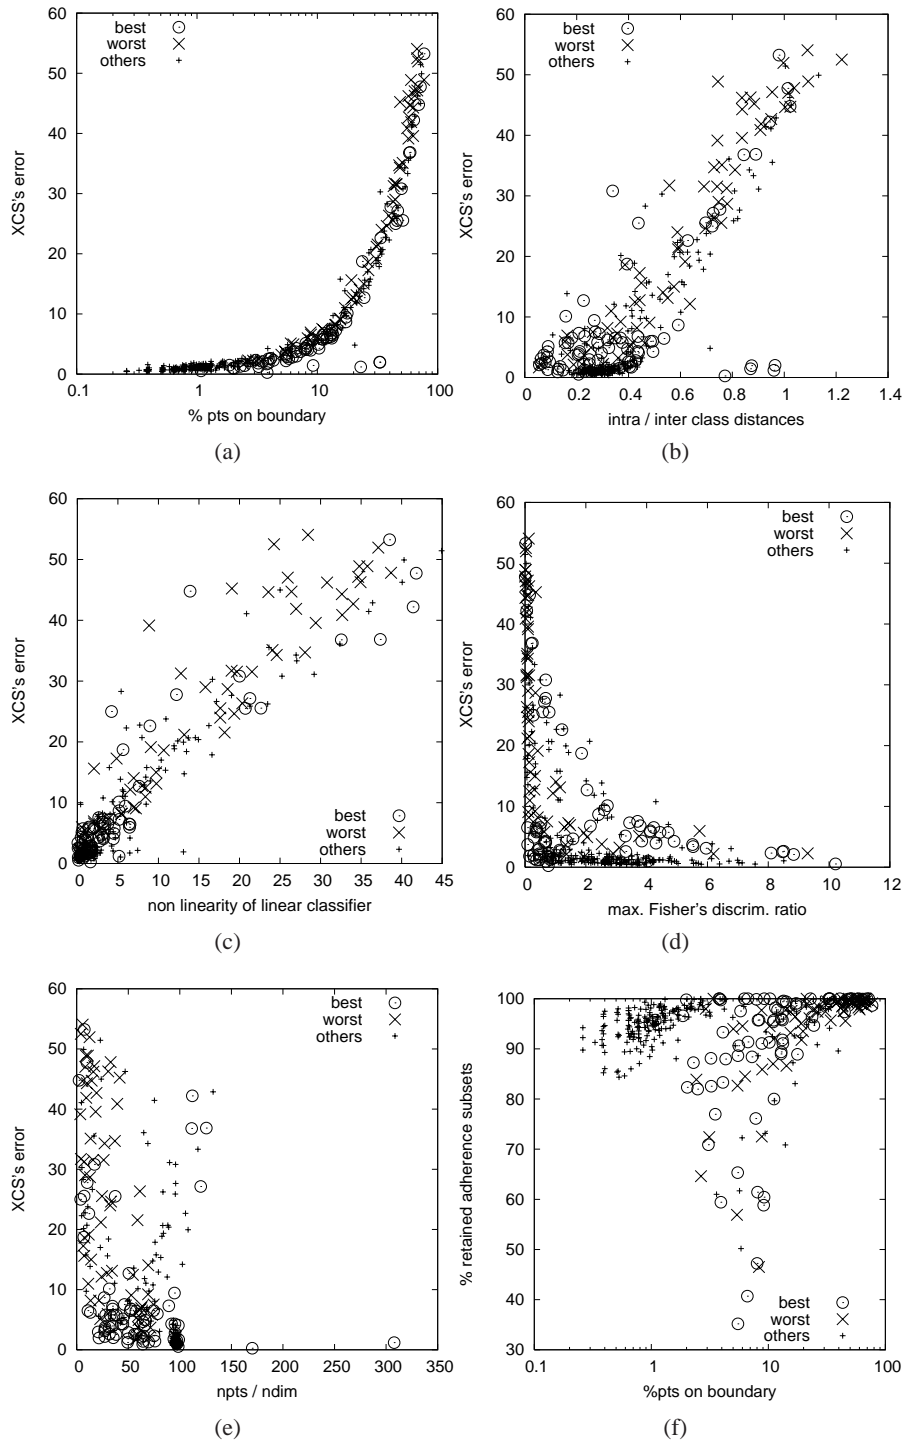 60
50
40
30
20
10
0
XCS's error
best
worst
others
0.1
1
10
100
% pts on boundary
(a)
60
50
40
30
20
10
0
XCS's error
best
worst
others
0
0.2
0.4
0.6
0.8
1
1.2
1.4
intra / inter class distances
(b)
60
50
40
30
20
10
0
XCS's error
best
worst
others
0
5
10
15
20
25
30
35
40
45
non linearity of linear classifier
(c)
60
50
40
30
20
10
0
XCS's error
best
worst
others
0
2
4
6
8
10
12
max. Fisher's discrim. ratio
(d)
60
50
40
30
20
10
0
XCS's error
best
worst
others
0
50
100
150
200
250
300
350
npts / ndim
(e)
100
90
80
70
60
50
40
30
% retained adherence subsets
best
worst
others
0.1
1
10
100
%pts on boundary
(f)